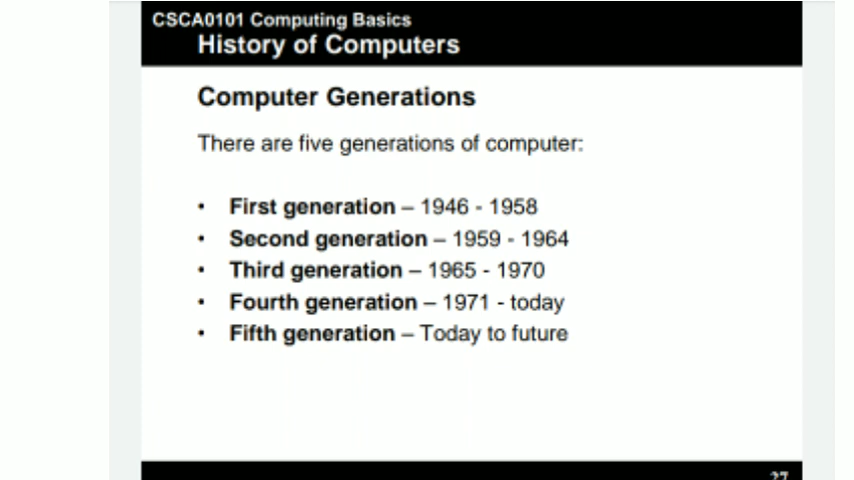 CSCA0101 Computing Basics
History of Computers
Computer Generations
There are five generations of computer:
• First generation – 1946 - 1958
• Second generation – 1959 - 1964
• Third generation – 1965 - 1970
• Fourth generation – 1971 - today
• Fifth generation – Today to future
27